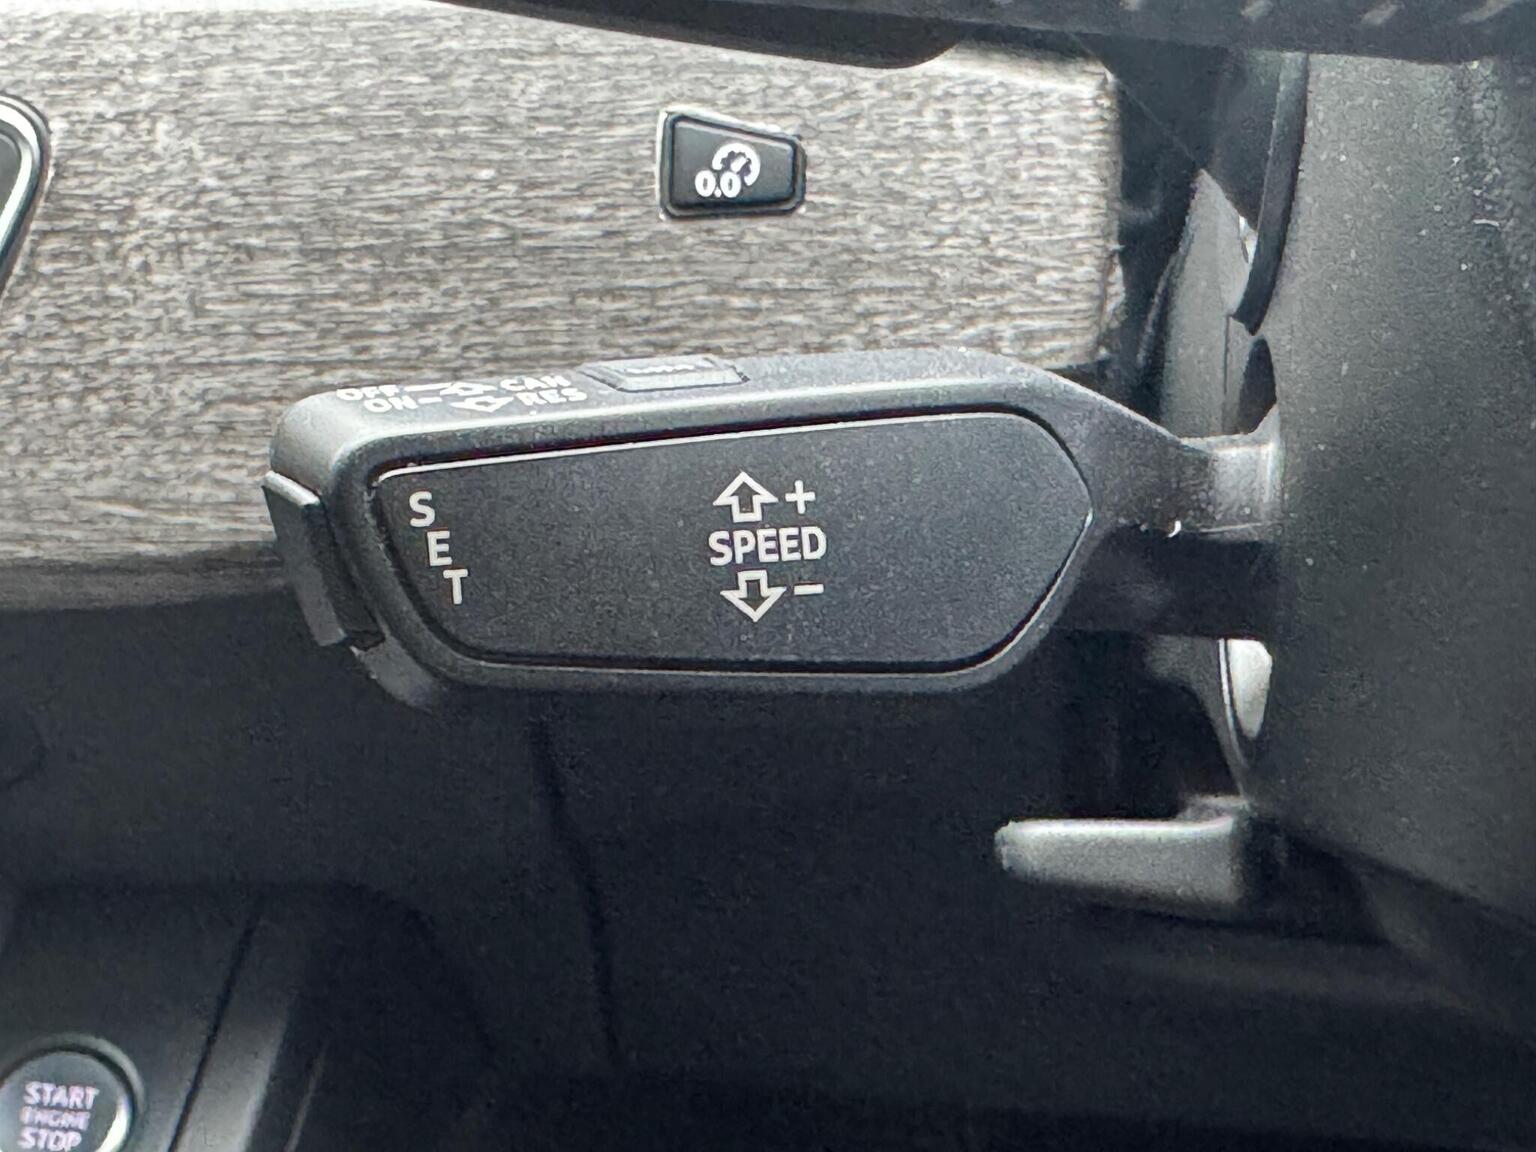 0.0
OFF CAN
ON RES
S
E
T
+
SPEED
-
START
ENGINE
STOP